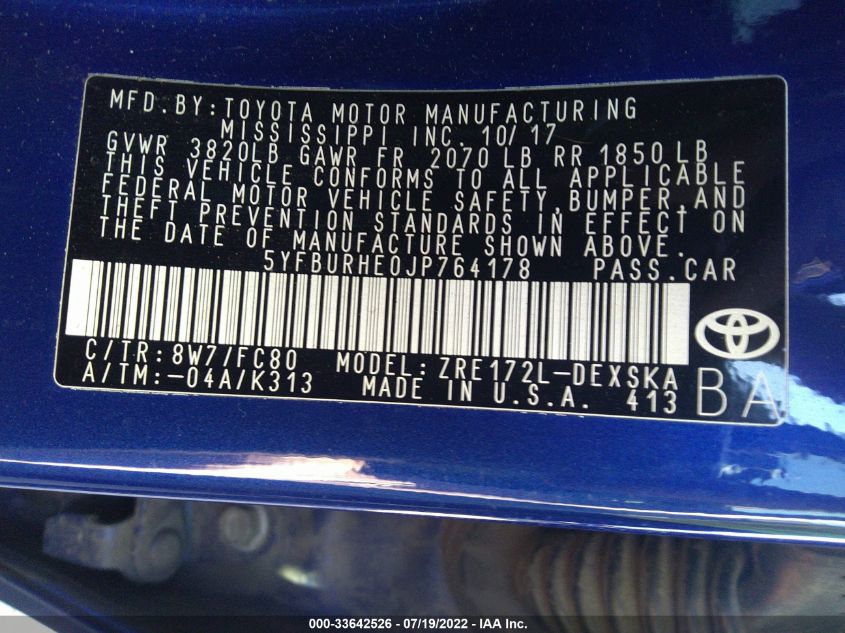 MFD.BY:TOYOTA MOTOR MANUFACTURING
MISSISSIPPI INC. 10/17
GVWR 3820LB GAWR FR 2070 LB RR 1850LB
THIS VEHICLE CONFORMS TO ALL APPLICABLE
FEDERAL MOTOR VEHICLE SAFETY,BUMPER,AND
THEFT PREVENTION STANDARDS IN EFFECT ON
THE DATE OF MANUFACTURE SHOWN ABOVE.
5YFBURHE0JP764178 PASS.CAR
C/TR:8W7/FC80 MODEL:ZRE172L-DEXSKA
A/TM:-04A/K313 MADE IN U.S.A. 413
BA
000-33642526 - 07/19/2022 - IAA Inc.